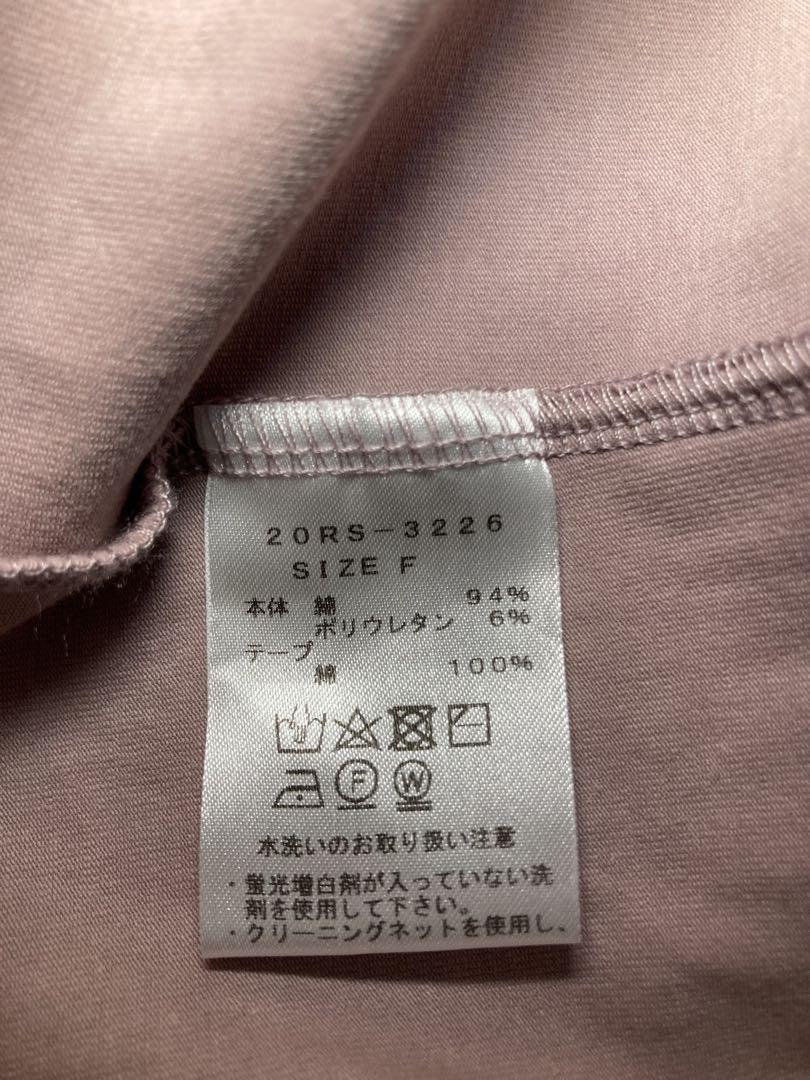 20RS-3226
SIZE F
本体 綿 94%
ポリウレタン 6%
テープ
綿 100%
F W
水洗いのお取り扱い注意
・蛍光増白剤が入っていない洗
剤を使用して下さい。
・クリーニングネットを使用し、